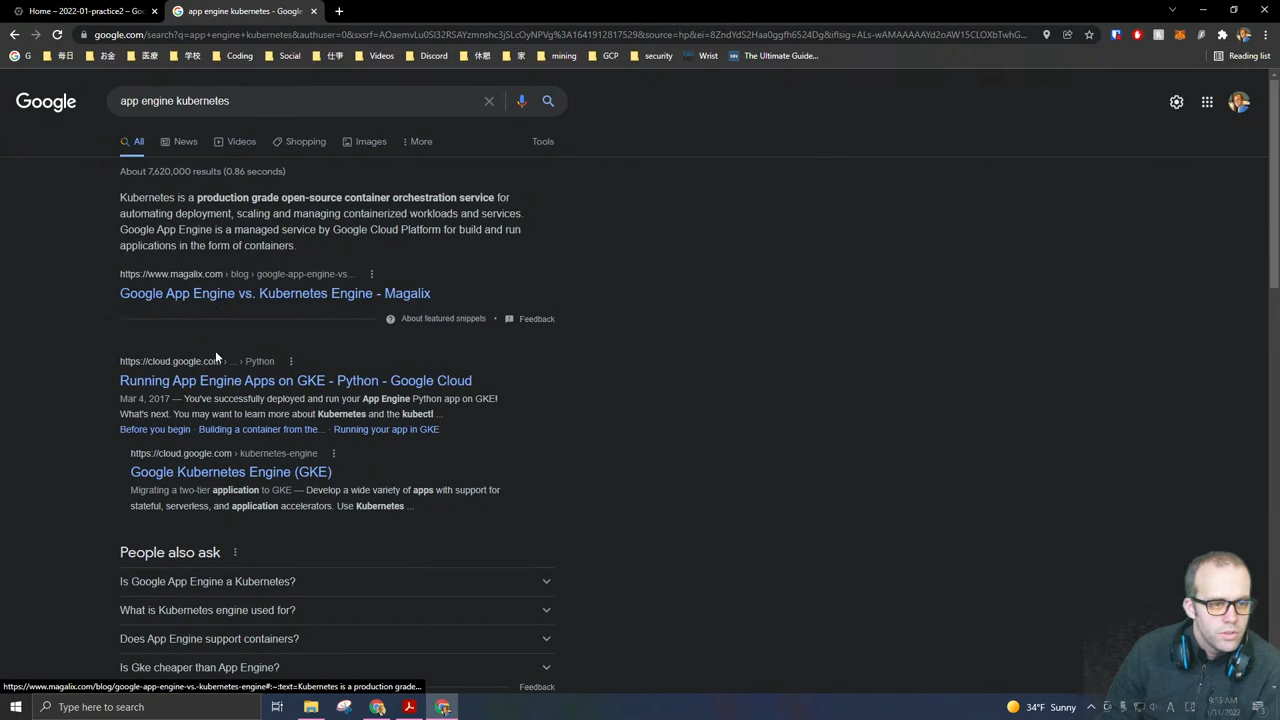 Home – 2022-01-practice2 – Goo
app engine kubernetes - Google
google.com/search?q=app+engine+kubernetes&authuser=0&sxsrf=
G
毎日
お金
医療
学校
Coding
Social
仕事
Videos
Discord
休憩
家
mining
GCP
security
Wrist
The Ultimate Guide...
Reading list
Google
app engine kubernetes
All
News
Videos
Shopping
Images
More
Tools
About 7,620,000 results (0.86 seconds)
Kubernetes is a production grade open-source container orchestration service for
automating deployment, scaling and managing containerized workloads and services.
Google App Engine is a managed service by Google Cloud Platform for build and run
applications in the form of containers.
https://www.magalix.com › blog › google-app-engine-vs...
Google App Engine vs. Kubernetes Engine - Magalix
About featured snippets • Feedback
https://cloud.google.com › ... › Python
Running App Engine Apps on GKE - Python - Google Cloud
Mar 4, 2017 — You've successfully deployed and run your App Engine Python app on GKE!
What's next. You may want to learn more about Kubernetes and the kubectl ...
Before you begin · Building a container from the... · Running your app in GKE
https://cloud.google.com › kubernetes-engine
Google Kubernetes Engine (GKE)
Migrating a two-tier application to GKE — Develop a wide variety of apps with support for
stateful, serverless, and application accelerators. Use Kubernetes ...
People also ask
Is Google App Engine a Kubernetes?
What is Kubernetes engine used for?
Does App Engine support containers?
Is Gke cheaper than App Engine?
Feedback
https://www.magalix.com/blog/google-app-engine-vs.-kubernetes-engine#:~:text=Kubernetes is a production grade...
Type here to search
34°F Sunny
A
9:53 AM
1/11/2022